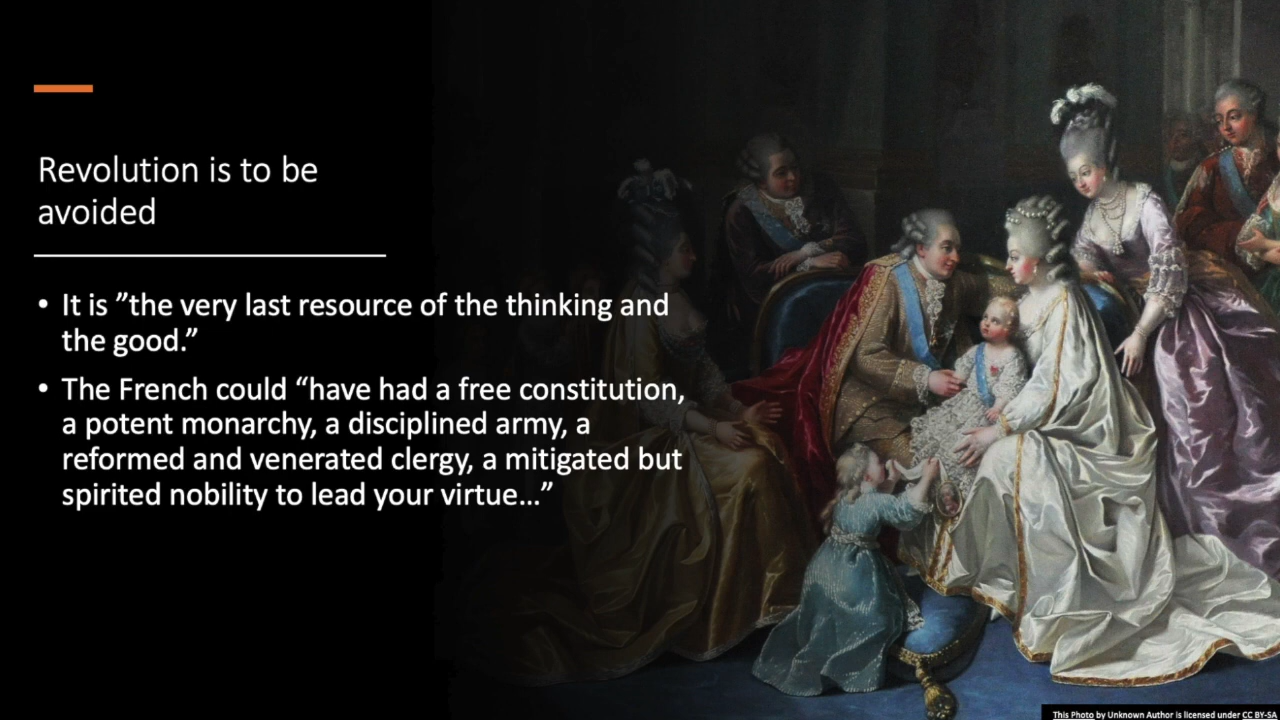 Revolution is to be
avoided
• It is ”the very last resource of the thinking and
the good.”
• The French could “have had a free constitution,
a potent monarchy, a disciplined army, a
reformed and venerated clergy, a mitigated but
spirited nobility to lead your virtue…”
This Photo by Unknown Author is licensed under CC BY-SA